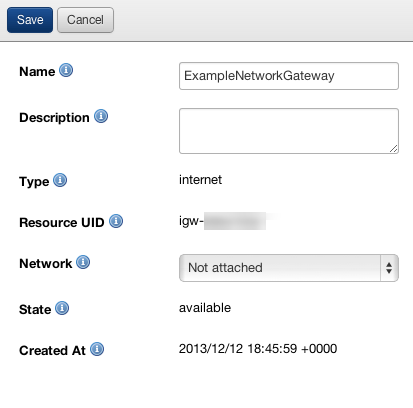 Save Cancel
Name ExampleNetworkGateway
Description
Type internet
Resource UID igw-
Network Not attached
State available
Created At 2013/12/12 18:45:59 +0000